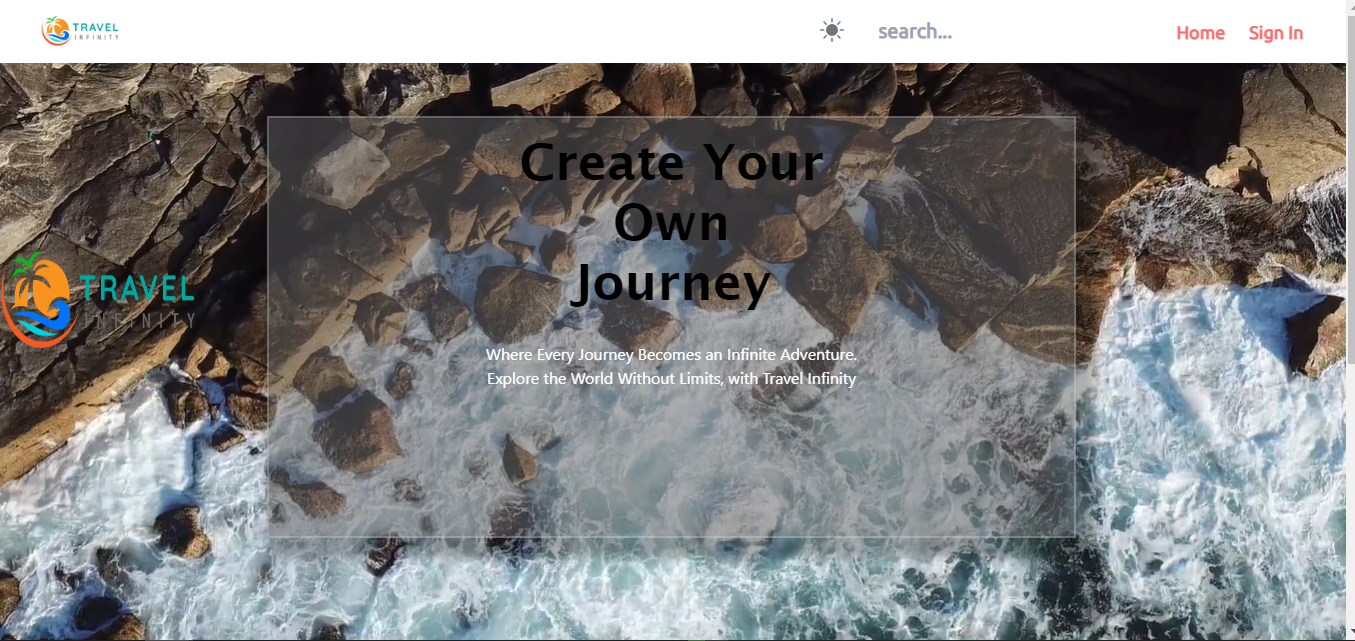 TRAVEL
INFINITY
search...
Home
Sign In
Create Your
Own
Journey
TRAVEL
INFINITY
Where Every Journey Becomes an Infinite Adventure.
Explore the World Without Limits, with Travel Infinity